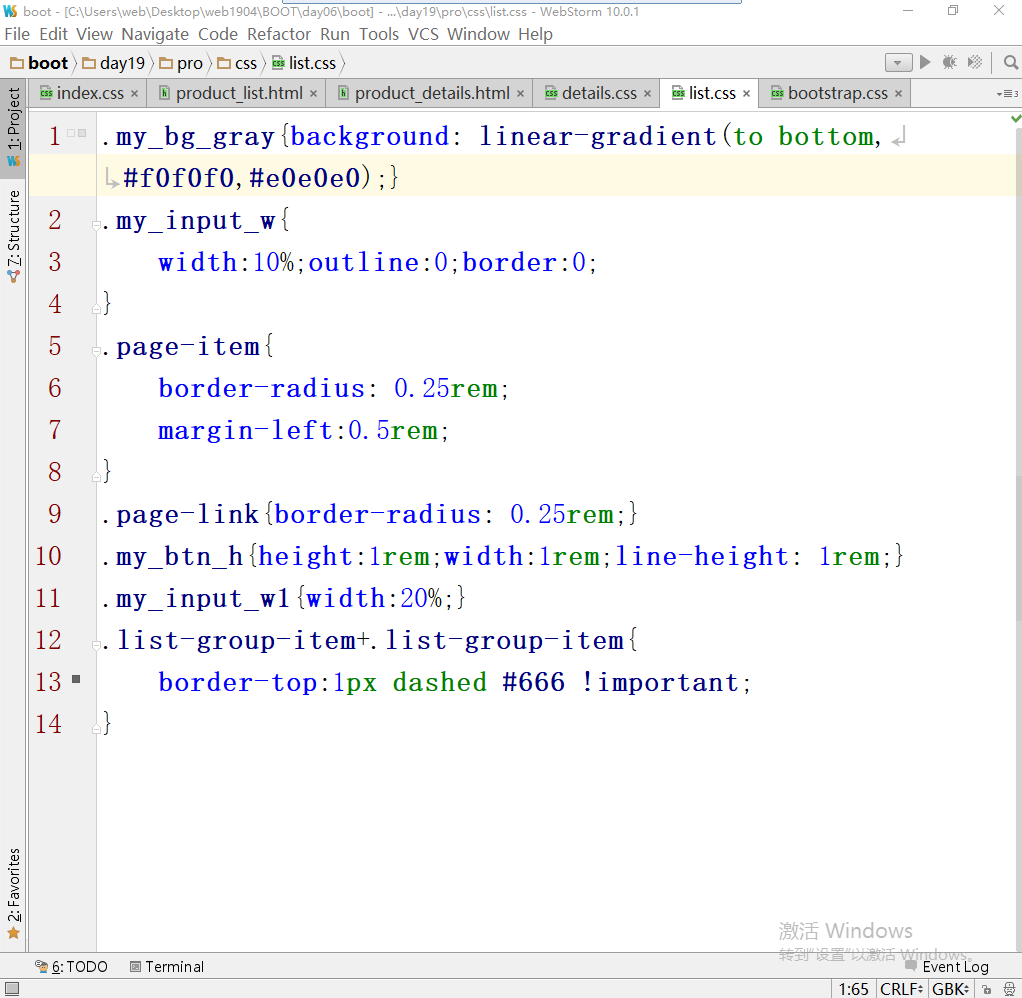 boot - [C:\Users\web\Desktop\web1904\BOOT\day06\boot] - ...\day19\pro\css\list.css - WebStorm 10.0.1
File Edit View Navigate Code Refactor Run Tools VCS Window Help
boot day19 pro css list.css
index.css product_list.html product_details.html details.css list.css bootstrap.css
1: Project
7: Structure
2: Favorites
1 .my_bg_gray{background: linear-gradient(to bottom,
#f0f0f0,#e0e0e0);}
2 .my_input_w{
3 width:10%;outline:0;border:0;
4 }
5 .page-item{
6 border-radius: 0.25rem;
7 margin-left:0.5rem;
8 }
9 .page-link{border-radius: 0.25rem;}
10 .my_btn_h{height:1rem;width:1rem;line-height: 1rem;}
11 .my_input_w1{width:20%;}
12 .list-group-item+.list-group-item{
13 border-top:1px dashed #666 !important;
14 }
激活 Windows
转到“设置”以激活 Windows。
6: TODO Terminal Event Log
1:65 CRLF GBK